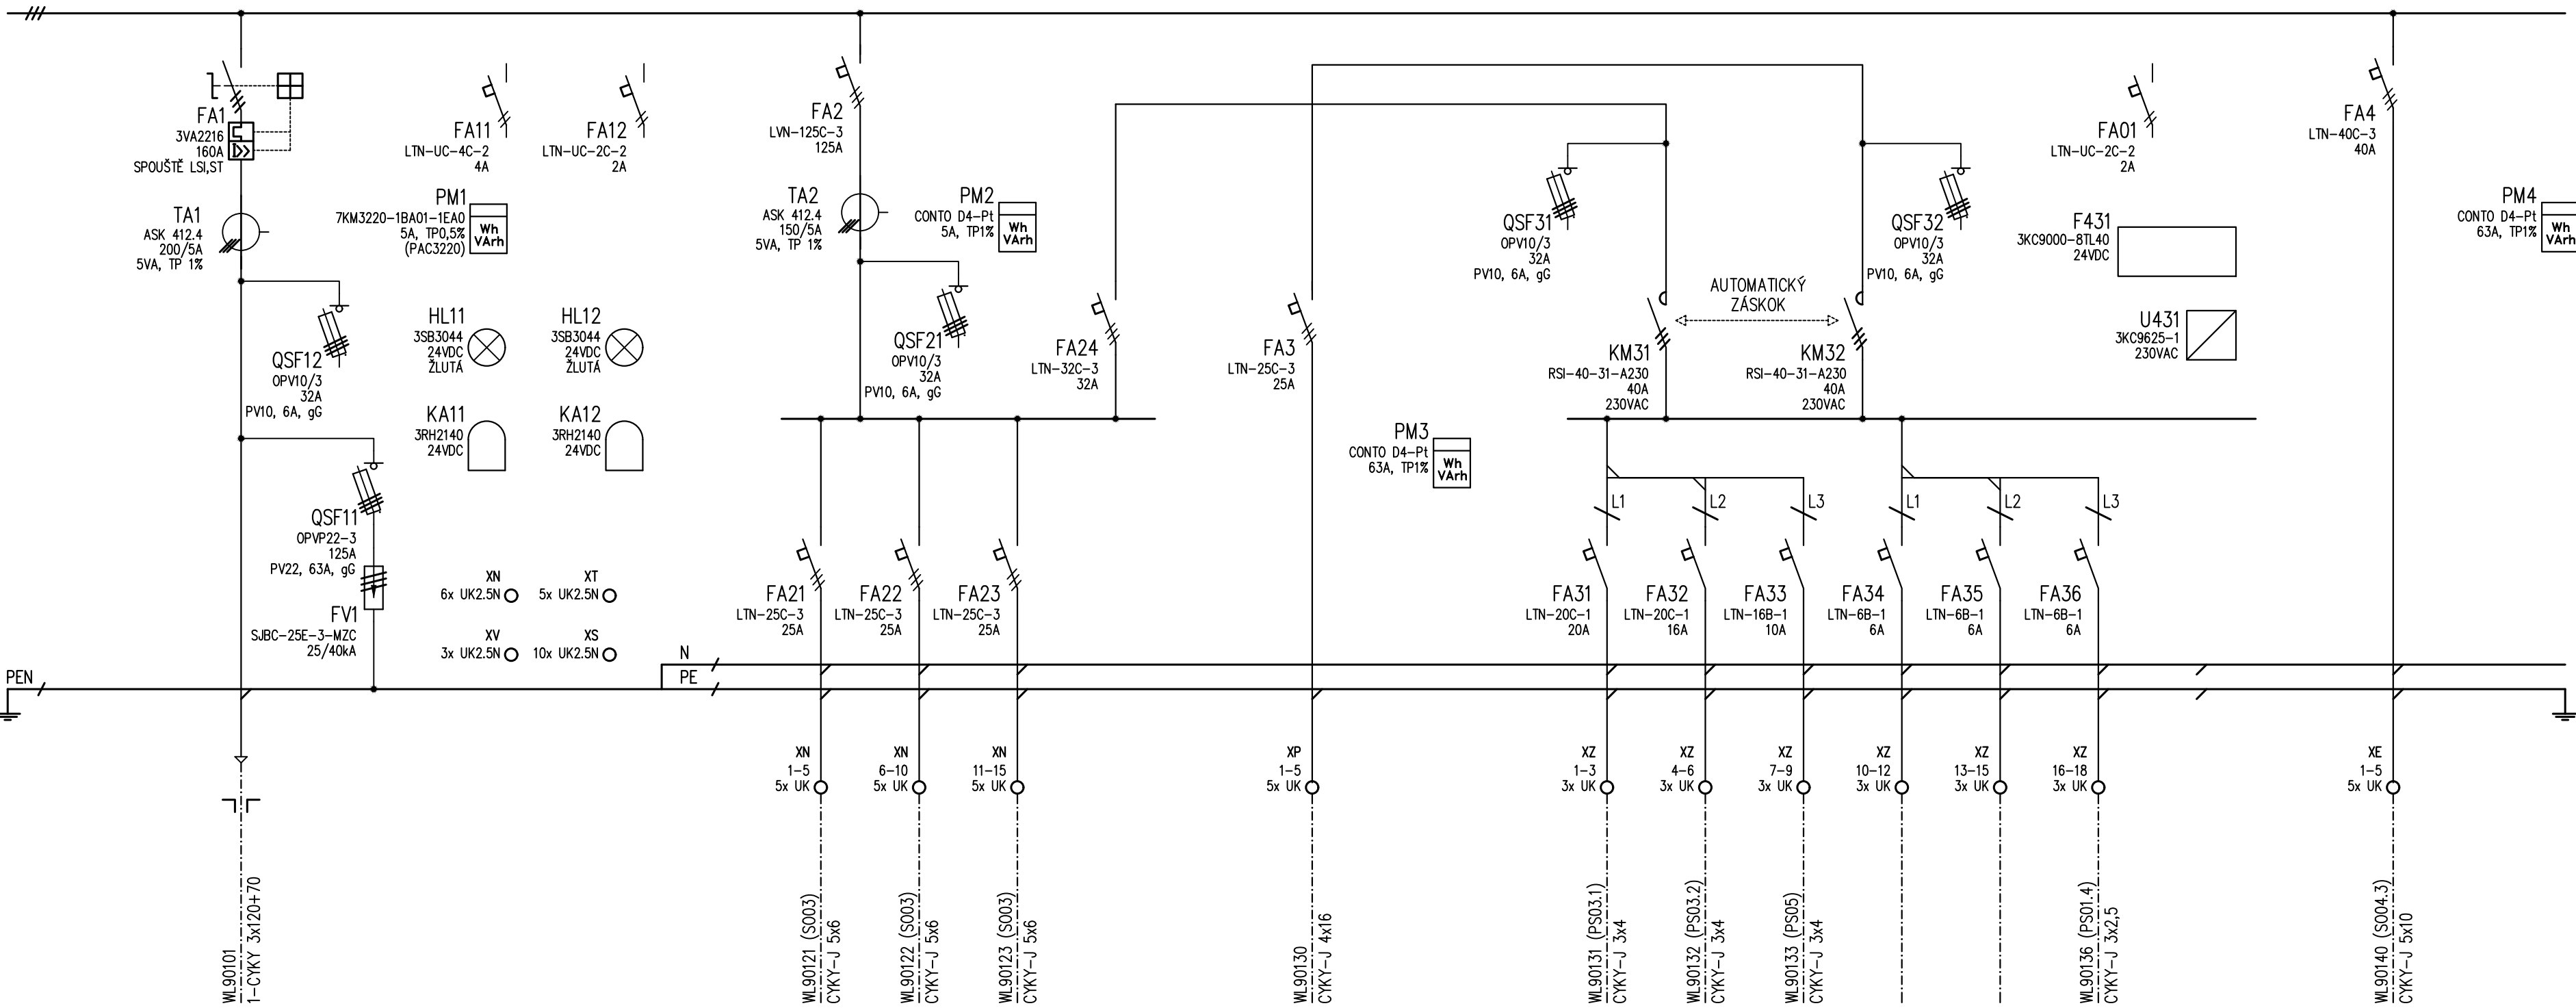 FA1
3VA2216
160A
SPOUŠTĚ LSI,ST
TA1
ASK 412.4
200/5A
5VA, TP 1%
QSF12
OPV10/3
32A
PV10, 6A, gG
QSF11
OPVP22-3
125A
PV22, 63A, gG
FV1
SJBC-25E-3-MZC
25/40kA
PEN
WL90101
1-CYKY 3x120+70
FA11
LTN-UC-4C-2
4A
FA12
LTN-UC-2C-2
2A
PM1
7KM3220-1BA01-1EA0
5A, TP0,5%
(PAC3220)
Wh
VArh
HL11
3SB3044
24VDC
ŽLUTÁ
HL12
3SB3044
24VDC
ŽLUTÁ
KA11
3RH2140
24VDC
KA12
3RH2140
24VDC
XN
6x UK2.5N
XT
5x UK2.5N
XV
3x UK2.5N
XS
10x UK2.5N
N
PE
FA2
LVN-125C-3
125A
TA2
ASK 412.4
150/5A
5VA, TP 1%
PM2
CONTO D4-Pt
5A, TP1%
Wh
VArh
QSF21
OPV10/3
32A
PV10, 6A, gG
FA24
LTN-32C-3
32A
FA3
LTN-25C-3
25A
PM3
CONTO D4-Pt
63A, TP1%
Wh
VArh
FA21
LTN-25C-3
25A
FA22
LTN-25C-3
25A
FA23
LTN-25C-3
25A
XN
1-5
5x UK
XN
6-10
5x UK
XN
11-15
5x UK
XP
1-5
5x UK
WL90121 (SO03)
CYKY-J 5x6
WL90122 (SO03)
CYKY-J 5x6
WL90123 (SO03)
CYKY-J 5x6
WL90130
CYKY-J 4x16
QSF31
OPV10/3
32A
PV10, 6A, gG
QSF32
OPV10/3
32A
PV10, 6A, gG
AUTOMATICKÝ
ZÁSKOK
KM31
RSI-40-31-A230
40A
230VAC
KM32
RSI-40-31-A230
40A
230VAC
FA01
LTN-UC-2C-2
2A
F431
3KC9000-8TL40
24VDC
U431
3KC9625-1
230VAC
L1
L2
L3
L1
L2
L3
FA31
LTN-20C-1
20A
FA32
LTN-20C-1
16A
FA33
LTN-16B-1
10A
FA34
LTN-6B-1
6A
FA35
LTN-6B-1
6A
FA36
LTN-6B-1
6A
XZ
1-3
3x UK
XZ
4-6
3x UK
XZ
7-9
3x UK
XZ
10-12
3x UK
XZ
13-15
3x UK
XZ
16-18
3x UK
WL90131 (PS03.1)
CYKY-J 3x4
WL90132 (PS03.2)
CYKY-J 3x4
WL90133 (PS05)
CYKY-J 3x4
WL90136 (PS01.4)
CYKY-J 3x2,5
FA4
LTN-40C-3
40A
PM4
CONTO D4-Pt
63A, TP1%
Wh
VArh
XE
1-5
5x UK
WL90140 (SO04.3)
CYKY-J 5x10